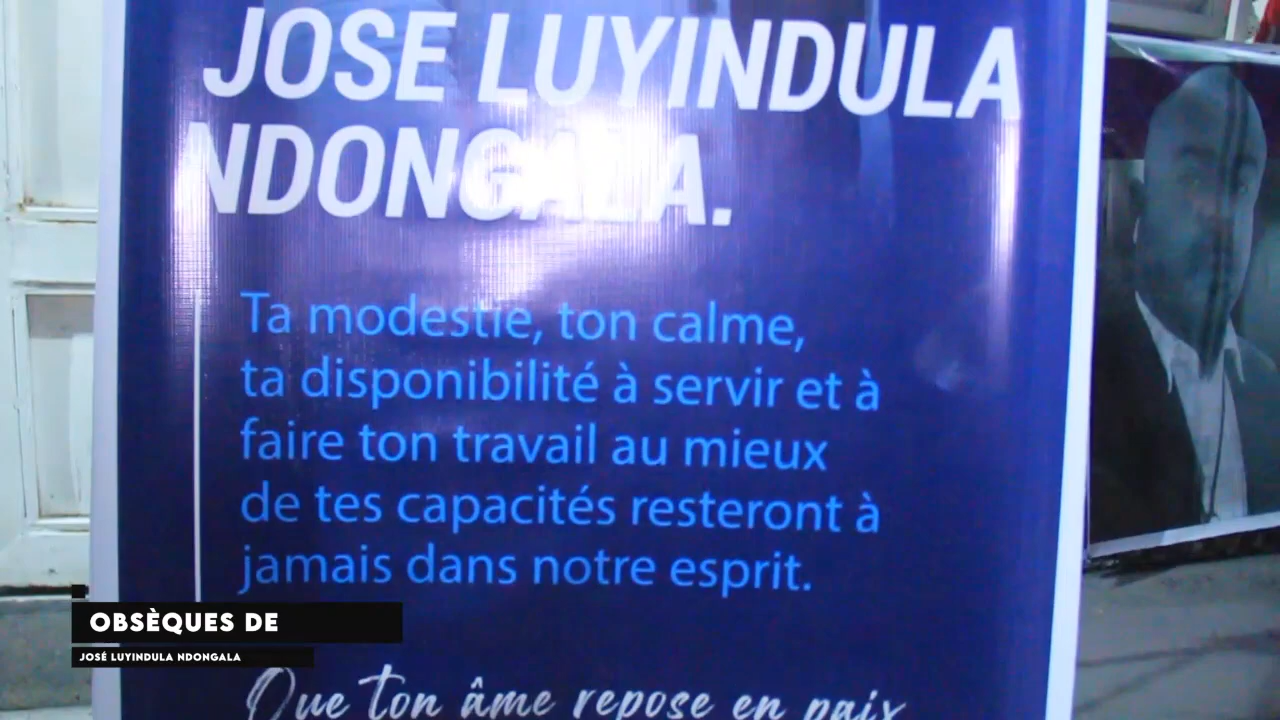 JOSE LUYINDULA
NDONGALA.
Ta modestie, ton calme,
ta disponibilité à servir et à
faire ton travail au mieux
de tes capacités resteront à
jamais dans notre esprit.
Que ton âme repose en paix
OBSÈQUES DE
JOSÉ LUYINDULA NDONGALA